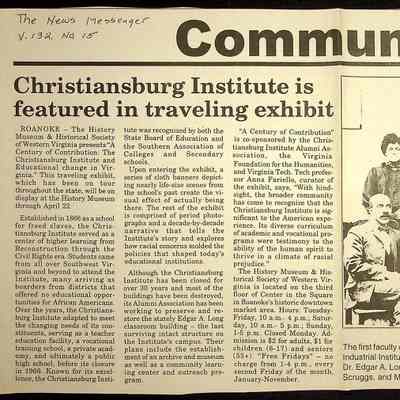 The News Messenger
V. 132, No 15
Commun
Christiansburg Institute is
featured in traveling exhibit
ROANOKE – The History
Museum & Historical Society
of Western Virginia presents "A
Century of Contribution: The
Christiansburg Institute and
Educational change in Vir-
ginia." This traveling exhibit
which has been on tour
throughout the state, will be on
display at the History Museum
through April 22.
Established in 1866 as a school
for freed slaves, the Chris-
tiansburg Institute served as a
center of higher learning from
Reconstruction through the
Civil Rights era. Students came
from all over Southwest Vir-
ginia and beyond to attend the
institute, many arriving as
boarders from districts that
offered no educational oppor-
tunities for African Americans.
Over the years, the Christians-
burg Institute adapted to meet
the changing needs of its con-
stituents, serving as a teacher
education facility, a vocational
training school, a private acad-
emy, and ultimately a public
high school, before its closure
in 1966. Known for its excel-
lence, the Christiansburg Insti-
tute was recognized by both the
State Board of Education and
the Southern Association of
Colleges and Secondary
schools.
Upon entering the exhibit, a
series of cloth banners depict-
ing nearly life-size scenes from
the school's past create the vi-
sual effect of actually being
there. The rest of the exhibit
is comprised of period photo-
graphs and a decade-by-decade
narrative that tells the
Institute's story and explores
how racial concerns molded the
policies that shaped today's
educational institutions.
Although the Christiansburg
Institute has been closed for
over 30 years and most of the
buildings have been destroyed,
its Alumni Association has been
working to preserve and re-
store the stately Edgar A. Long
classroom building – the last
surviving intact structure on
the Institute's campus. Their
plans include the establish-
ment of an archive and museum
as well as a community learn-
ing center and outreach pro-
gram.
"A Century of Contribution"
is co-sponsored by the Chris-
tiansburg Institute Alumni As-
sociation, the Virginia
Foundation for the Humanities,
and Virginia Tech. Tech profes-
sor Anna Fariello, curator of
the exhibit, says, "With hind-
sight, the broader community
has come to recognize that the
Christiansburg Institute is sig-
nificant to the American expe-
rience. Its diverse curriculum
of academic and vocational pro-
grams were testimony to the
ability of the human spirit to
thrive in a climate of racial
prejudice."
The History Museum & His-
torical Society of Western Vir-
ginia is located on the third
floor of Center in the Square
in Roanoke's historic downtown
market area. Hours: Tuesday-
Friday, 10 a.m.- 4 p.m.; Satur-
day, 10 a.m.- 5 p.m.; Sunday,
1-5 p.m. Closed Monday. Ad-
mission is $2 for adults, $1 for
children (6-17) and seniors
(55+) "Free Fridays" – no
charge from 1-4 p.m., every
second Friday of the month,
January-November.
The first faculty o
Industrial Institu
Dr. Edgar A. Lon
Scruggs, and M